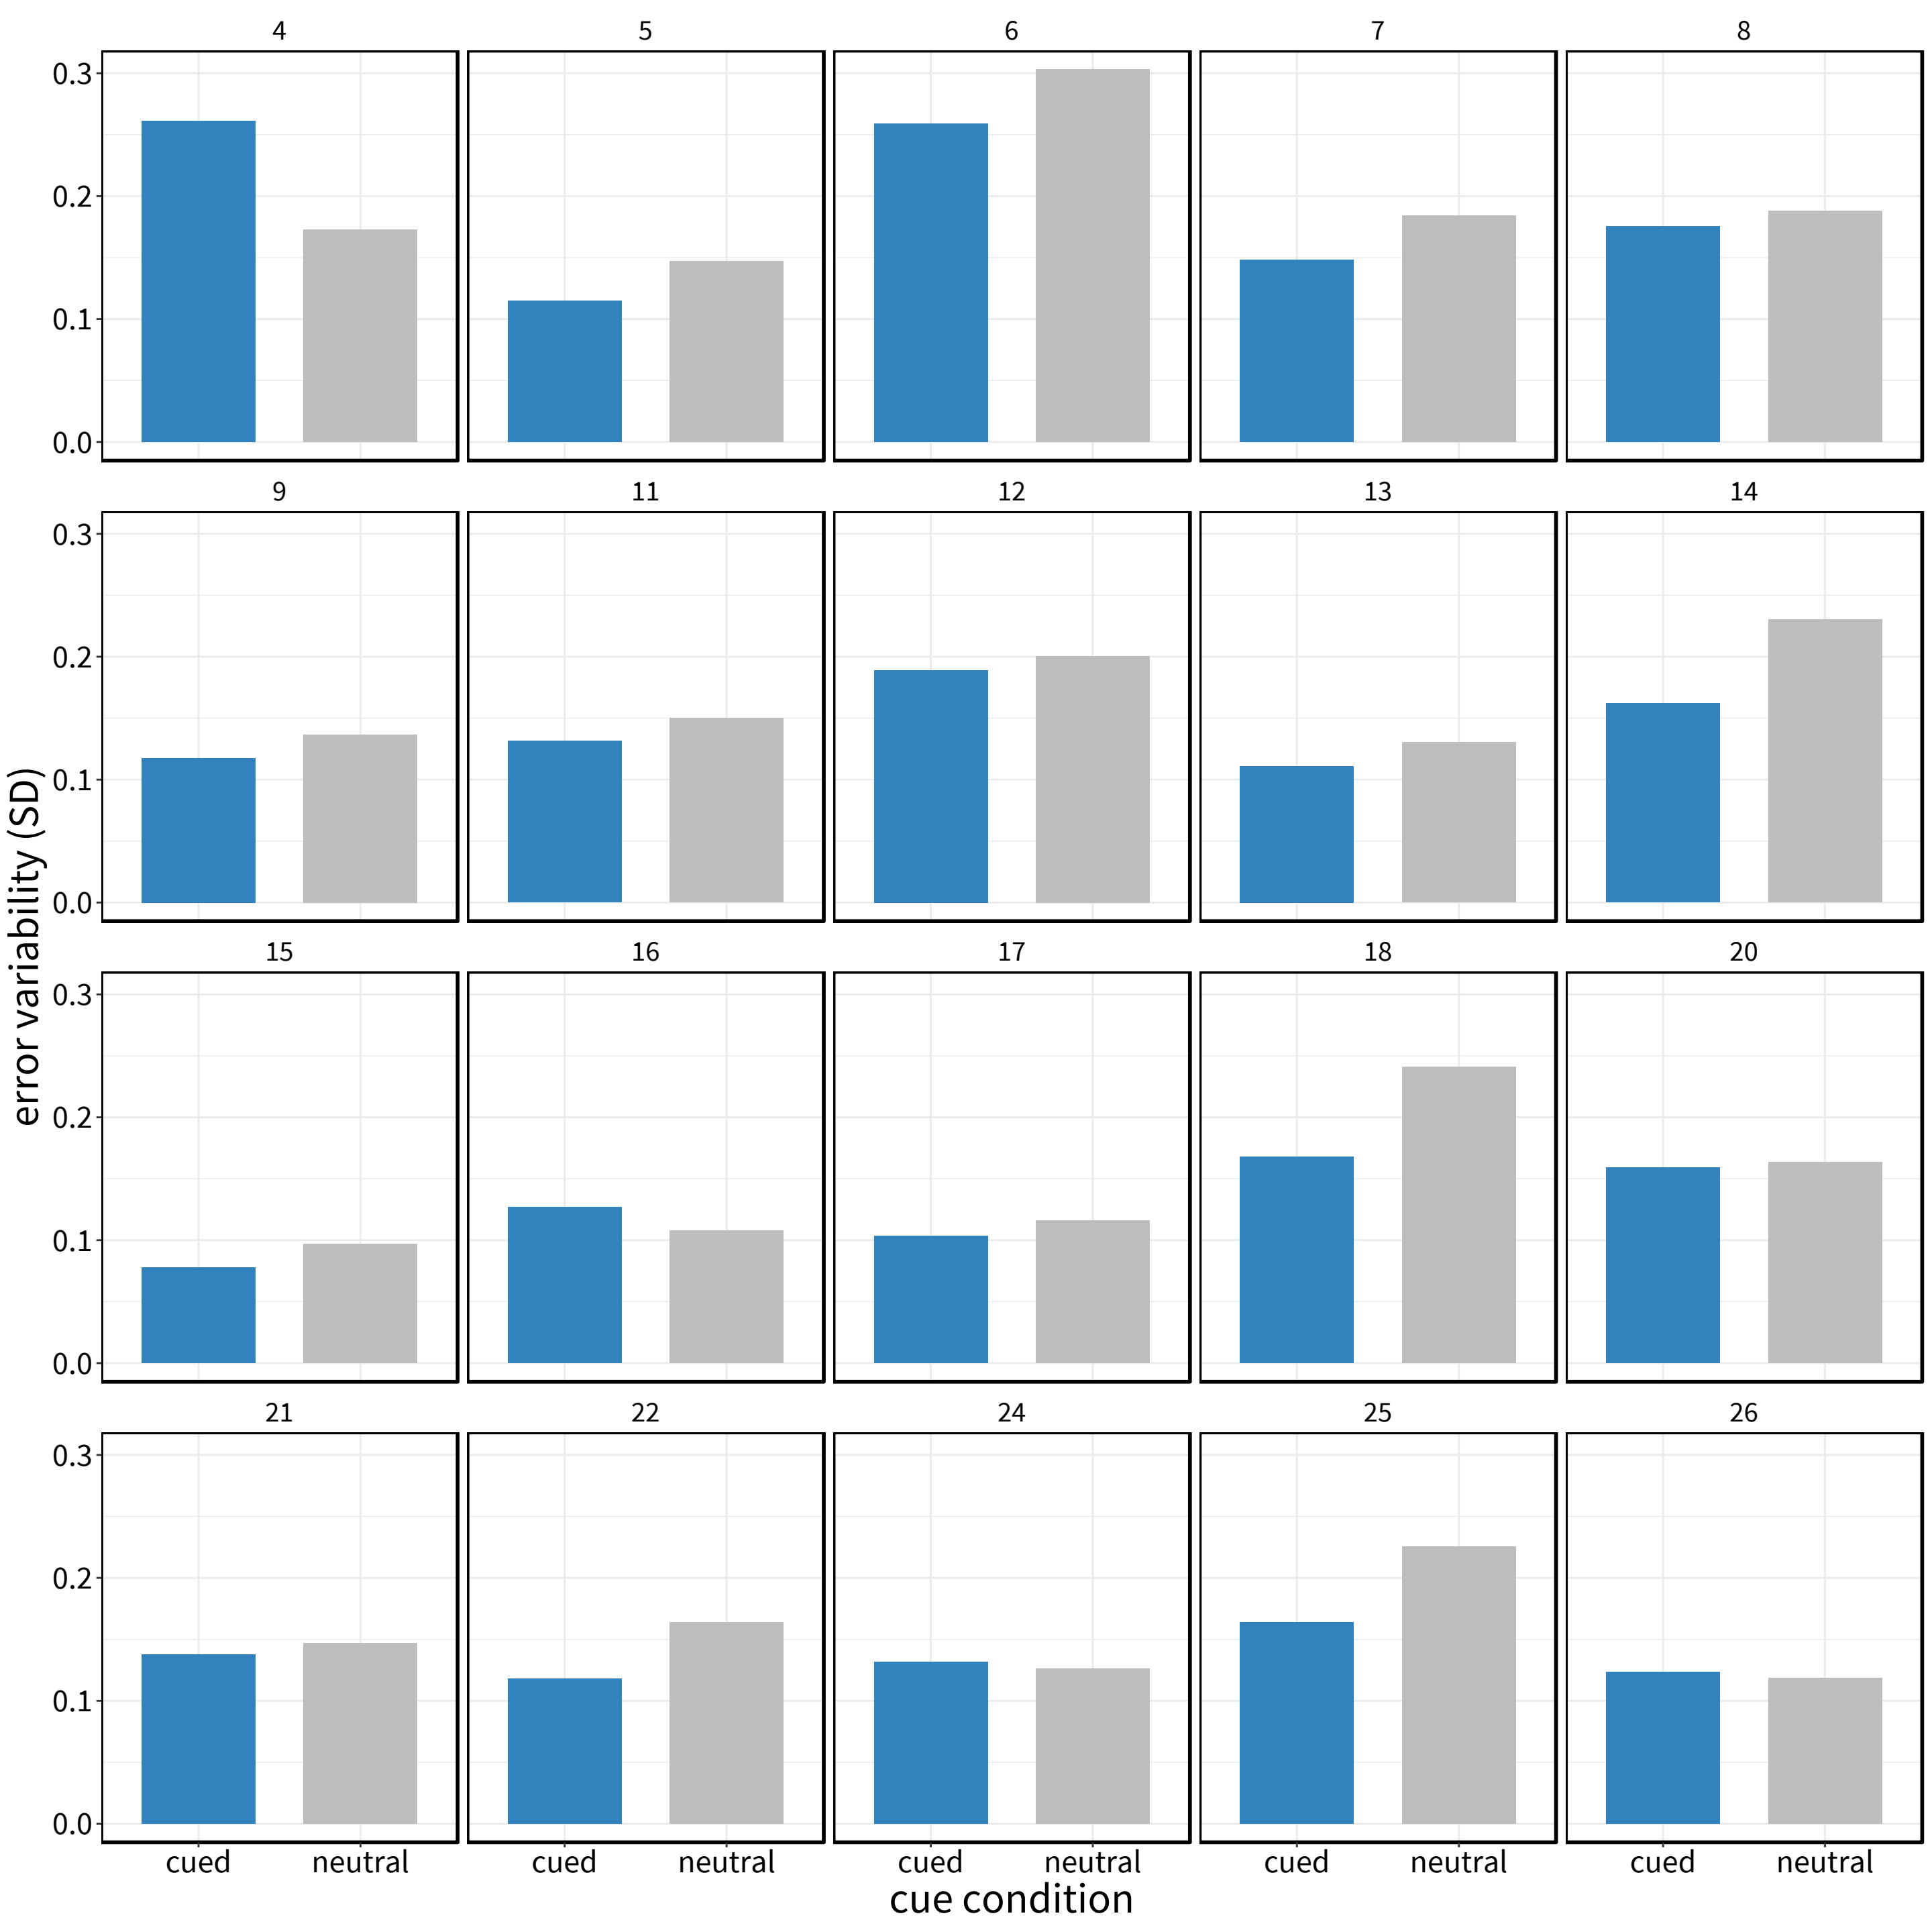 4 5 6 7 8
0.3
0.2
0.1
0.0
9 11 12 13 14
0.3
0.2
0.1
0.0
15 16 17 18 20
0.3
0.2
0.1
0.0
21 22 24 25 26
0.3
0.2
0.1
0.0
cued neutral cued neutral cued neutral cued neutral cued neutral
cue condition
error variability (SD)